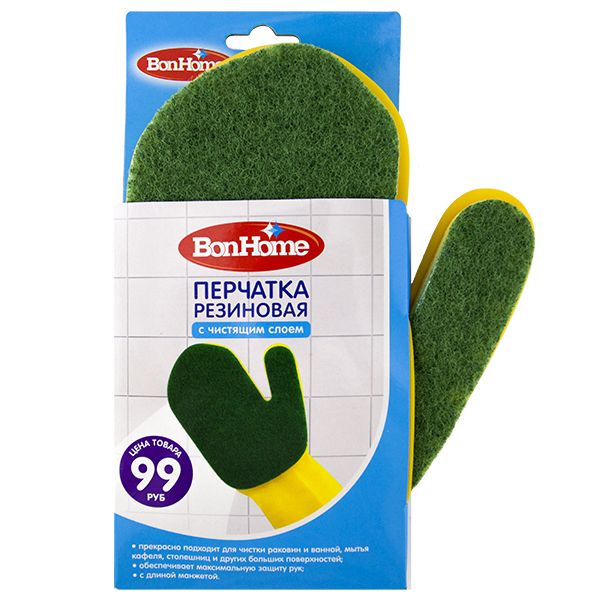 BonHome
BonHome
ПЕРЧАТКА
РЕЗИНОВАЯ
с чистящим слоем
ЦЕНА ТОВАРА
99
РУБ
• прекрасно подходит для чистки раковин и ванной, мытья
кафеля, столешниц и других больших поверхностей;
• обеспечивает максимальную защиту рук;
• с длиной манжетой.